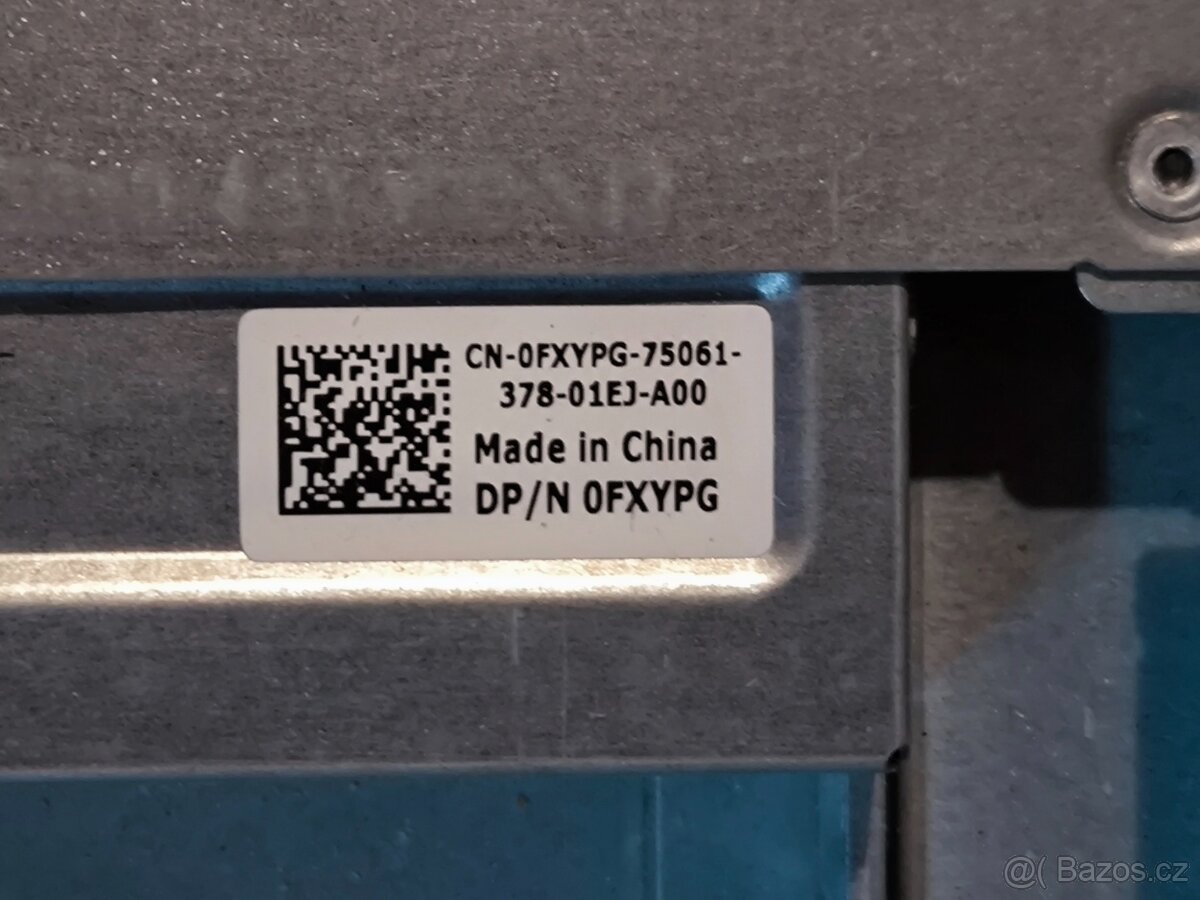 CN-0FXYPG-75061-
378-01EJ-A00
Made in China
DP/N 0FXYPG
@( Bazos.cz